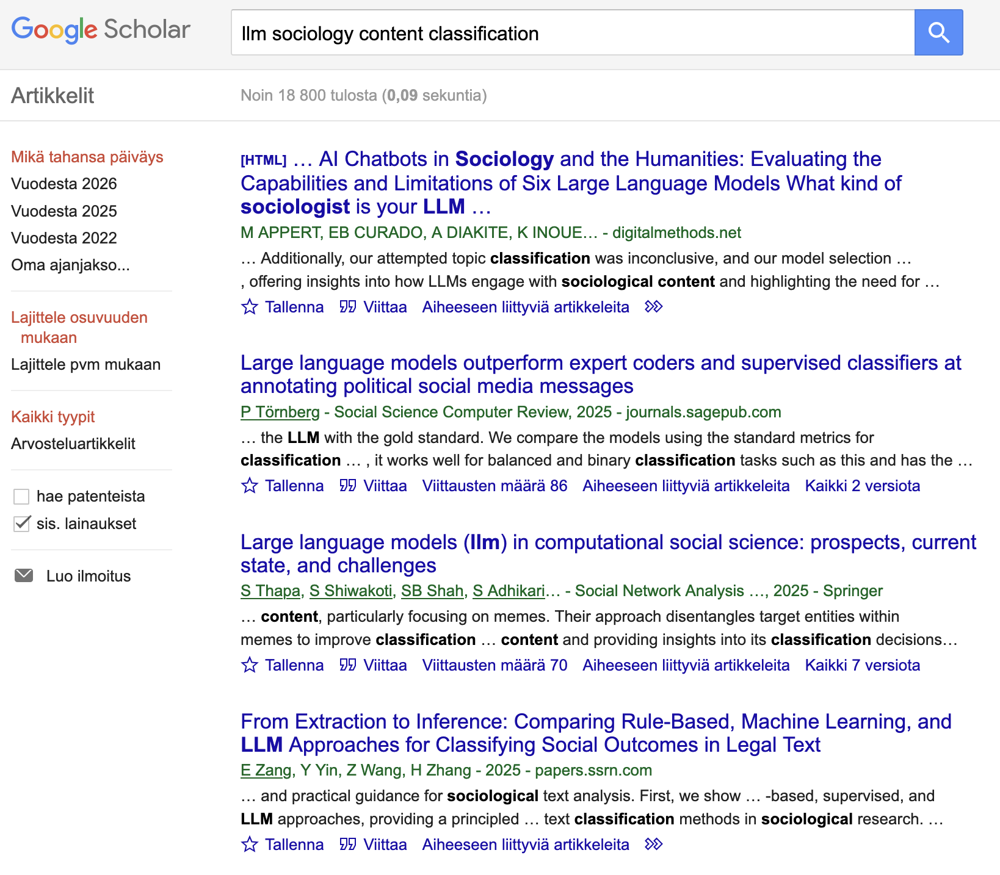 Google Scholar
llm sociology content classification
Artikkelit
Noin 18 800 tulosta (0,09 sekuntia)
Mikä tahansa päiväys
Vuodesta 2026
Vuodesta 2025
Vuodesta 2022
Oma ajanjakso...
Lajittele osuvuuden
mukaan
Lajittele pvm mukaan
Kaikki tyypit
Arvosteluartikkelit
hae patenteista
sis. lainaukset
Luo ilmoitus
[HTML] … AI Chatbots in Sociology and the Humanities: Evaluating the
Capabilities and Limitations of Six Large Language Models What kind of
sociologist is your LLM …
M APPERT, EB CURADO, A DIAKITE, K INOUE… - digitalmethods.net
… Additionally, our attempted topic classification was inconclusive, and our model selection …
, offering insights into how LLMs engage with sociological content and highlighting the need for …
Tallenna Viittaa Aiheeseen liittyviä artikkeleita
Large language models outperform expert coders and supervised classifiers at
annotating political social media messages
P Törnberg - Social Science Computer Review, 2025 - journals.sagepub.com
… the LLM with the gold standard. We compare the models using the standard metrics for
classification … , it works well for balanced and binary classification tasks such as this and has the …
Tallenna Viittaa Viittausten määrä 86 Aiheeseen liittyviä artikkeleita Kaikki 2 versiota
Large language models (llm) in computational social science: prospects, current
state, and challenges
S Thapa, S Shiwakoti, SB Shah, S Adhikari… - Social Network Analysis …, 2025 - Springer
… content, particularly focusing on memes. Their approach disentangles target entities within
memes to improve classification … content and providing insights into its classification decisions…
Tallenna Viittaa Viittausten määrä 70 Aiheeseen liittyviä artikkeleita Kaikki 7 versiota
From Extraction to Inference: Comparing Rule-Based, Machine Learning, and
LLM Approaches for Classifying Social Outcomes in Legal Text
E Zang, Y Yin, Z Wang, H Zhang - 2025 - papers.ssrn.com
… and practical guidance for sociological text analysis. First, we show … -based, supervised, and
LLM approaches, providing a principled … text classification methods in sociological research. …
Tallenna Viittaa Aiheeseen liittyviä artikkeleita